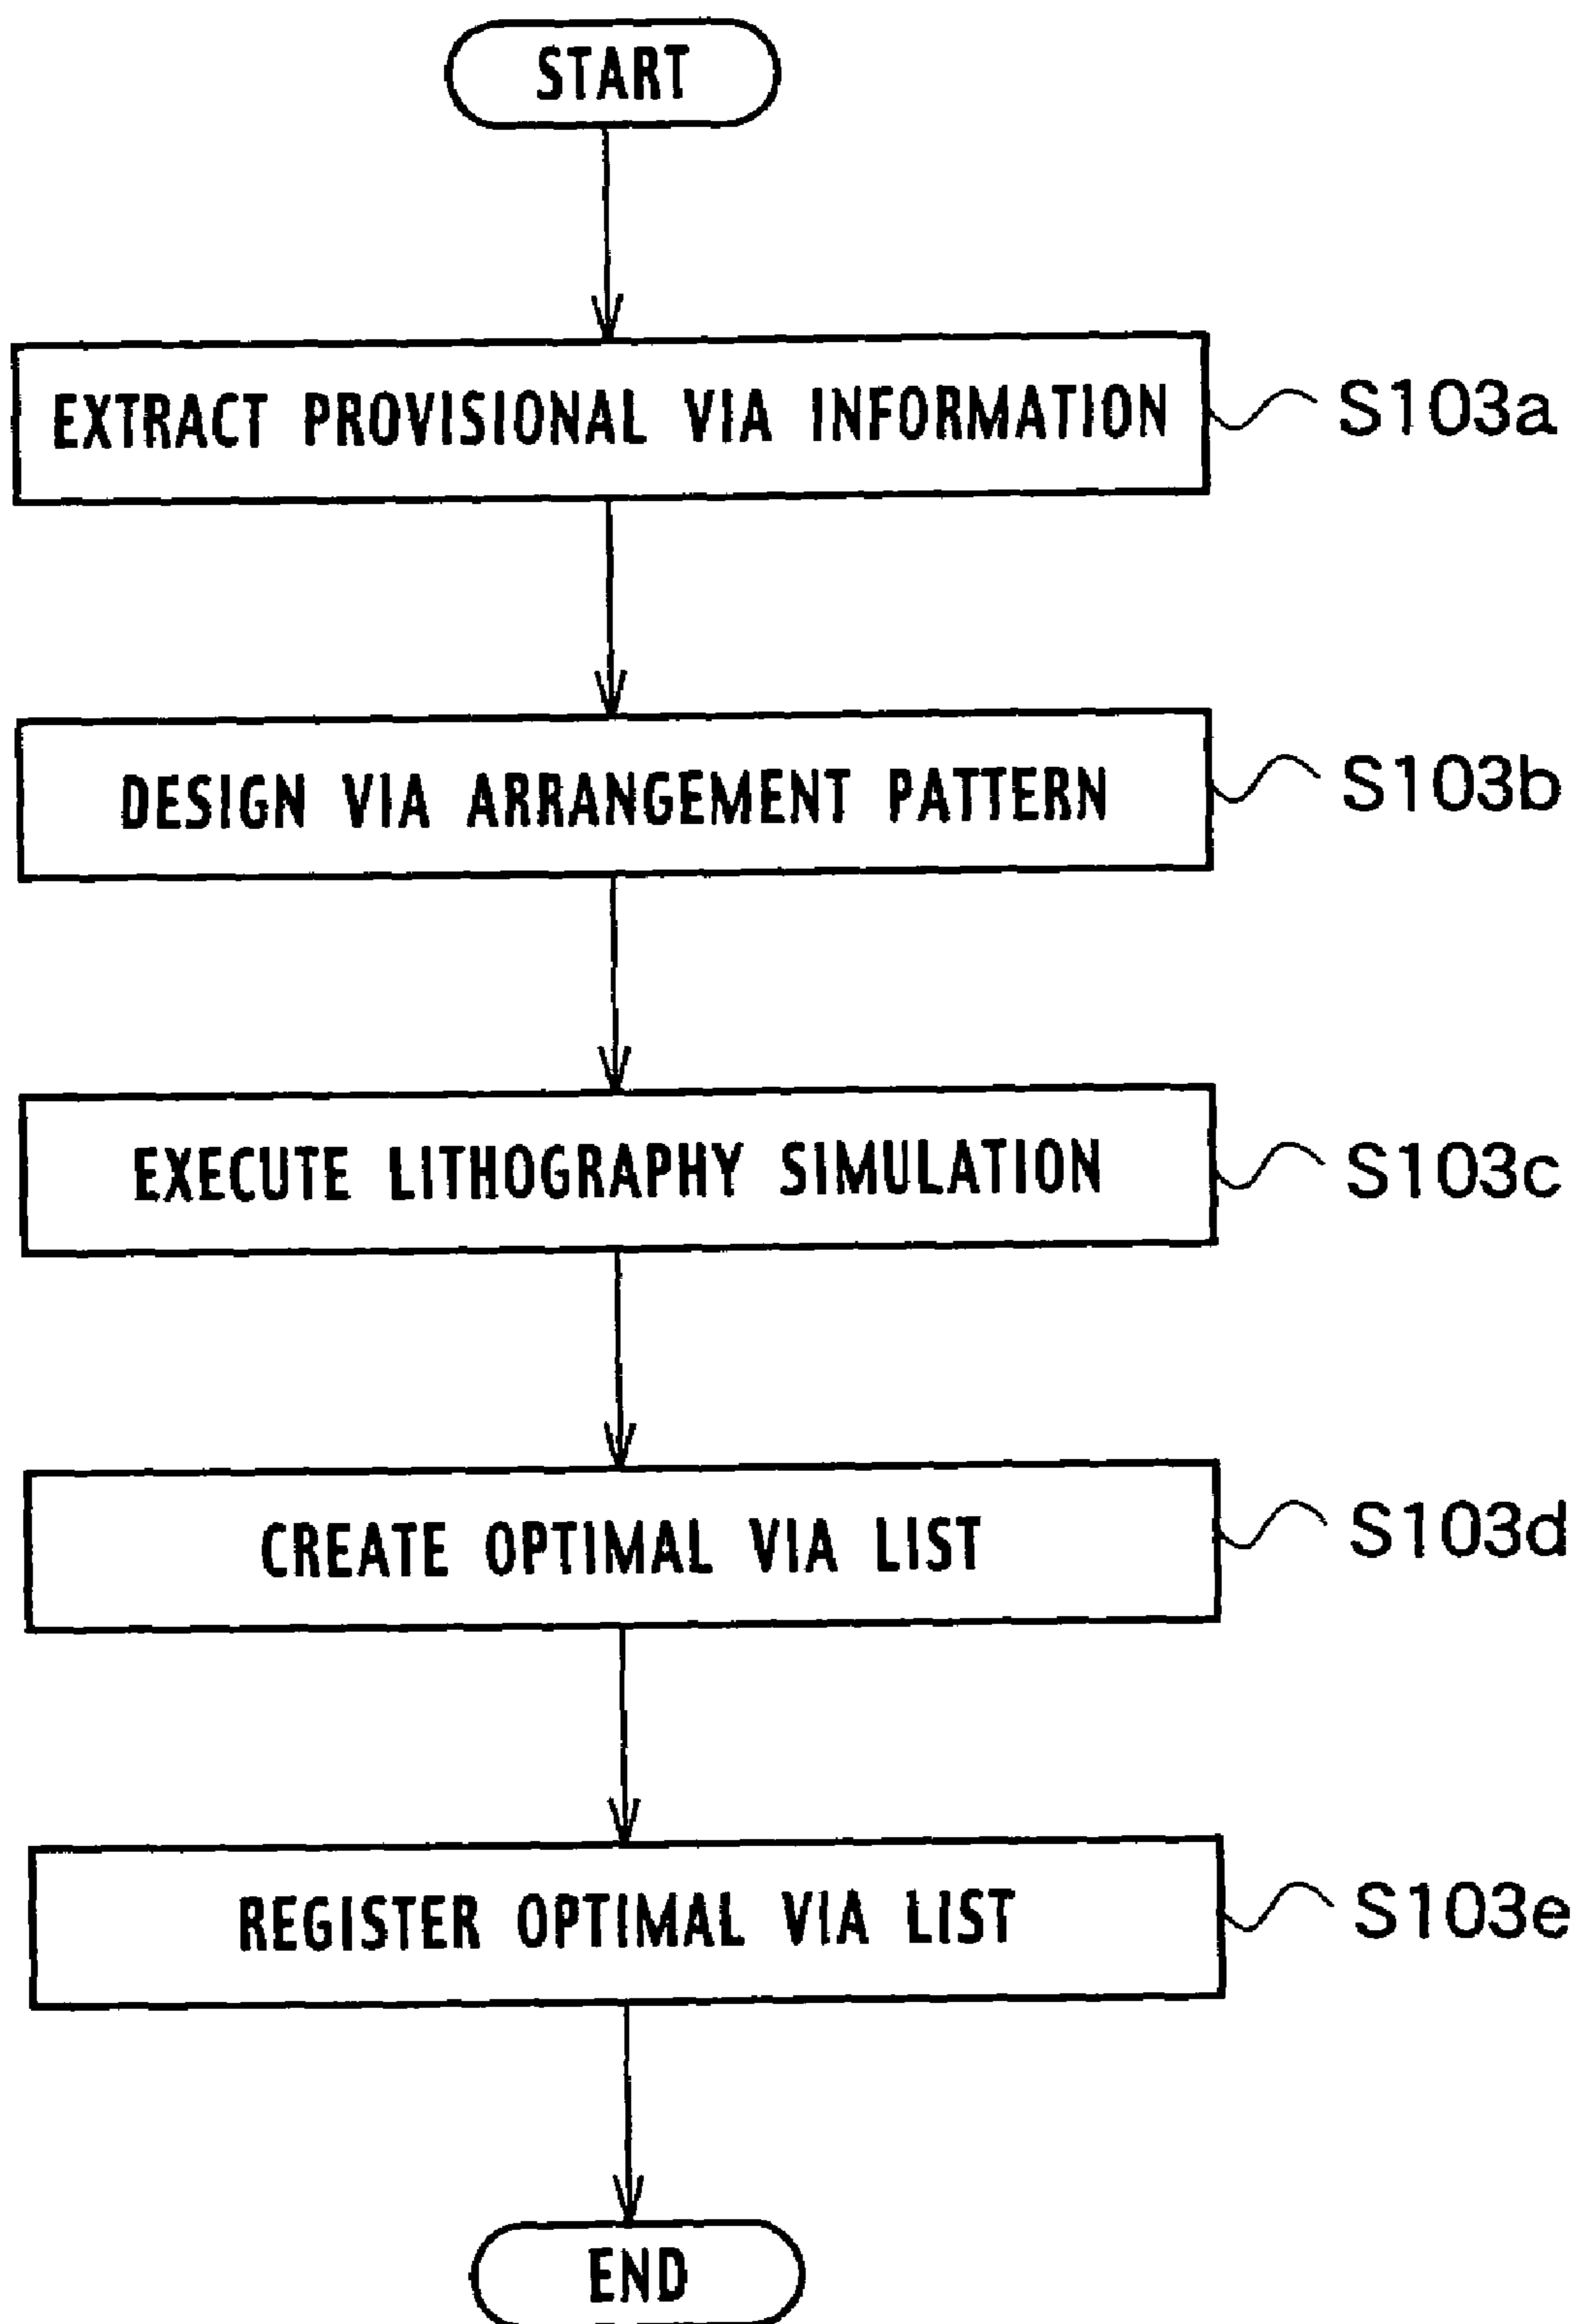 START
EXTRACT PROVISIONAL VIA INFORMATION S103a
DESIGN VIA ARRANGEMENT PATTERN S103b
EXECUTE LITHOGRAPHY SIMULATION S103c
CREATE OPTIMAL VIA LIST S103d
REGISTER OPTIMAL VIA LIST S103e
END